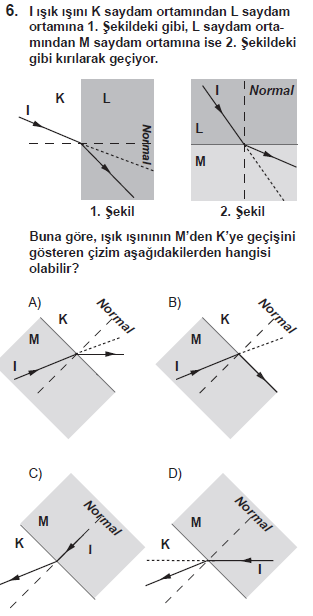 6. I ışık ışını K saydam ortamından L saydam
ortamına 1. Şekildeki gibi, L saydam orta-
mından M saydam ortamına ise 2. Şekildeki
gibi kırılarak geçiyor.
I
K
L
Normal
1. Şekil
I
Normal
L
M
2. Şekil
Buna göre, ışık ışınının M'den K'ye geçişini
gösteren çizim aşağıdakilerden hangisi
olabilir?
A)
K
Normal
M
I
B)
K
Normal
M
I
C)
Normal
M
K
I
D)
Normal
M
K
I